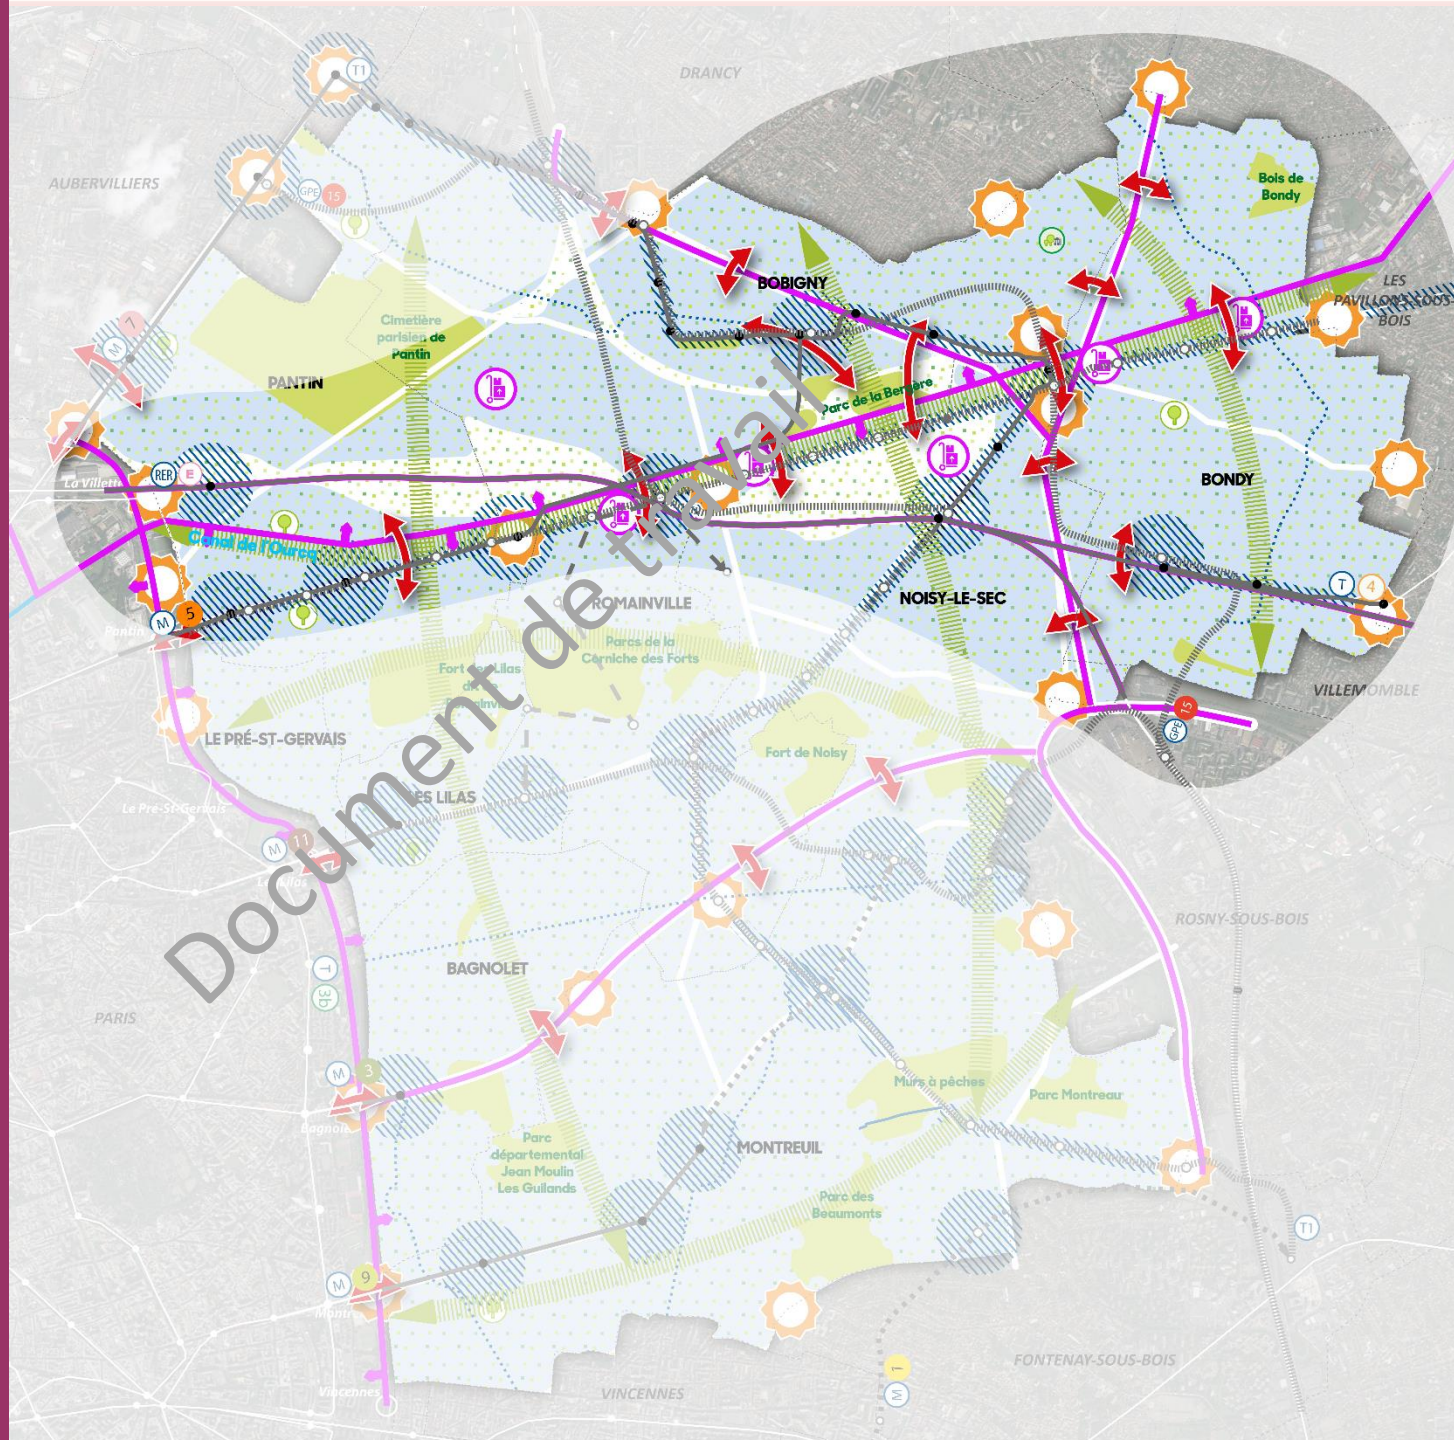 DRANCY
T1
AUBERVILLIERS
GPE
15
Bois de
Bondy
LES
PAVILLONS-SOUS-
BOIS
BOBIGNY
7
M
Cimetière
parisien de
Pantin
PANTIN
Parc de la Bergère
La Villette
RER
E
BONDY
Canal de l'Ourcq
NOISY-LE-SEC
T
4
ROMAINVILLE
M
5
Pantin
Parcs de la
Corniche des Forts
Fort des Lilas
VILLEMOMBLE
15
GPE
LE PRÉ-ST-GERVAIS
Fort de Noisy
LES LILAS
Le Pré-St-Gervais
M
11
Les Lilas
Document de travail
ROSNY-SOUS-BOIS
BAGNOLET
T
3b
PARIS
M
3
Bagnolet
Murs à pêches
Parc Montreau
Parc
départemental
Jean Moulin
Les Guilands
MONTREUIL
Parc des
Beaumonts
T1
M
9
FONTENAY-SOUS-BOIS
1
M
Vincennes
VINCENNES